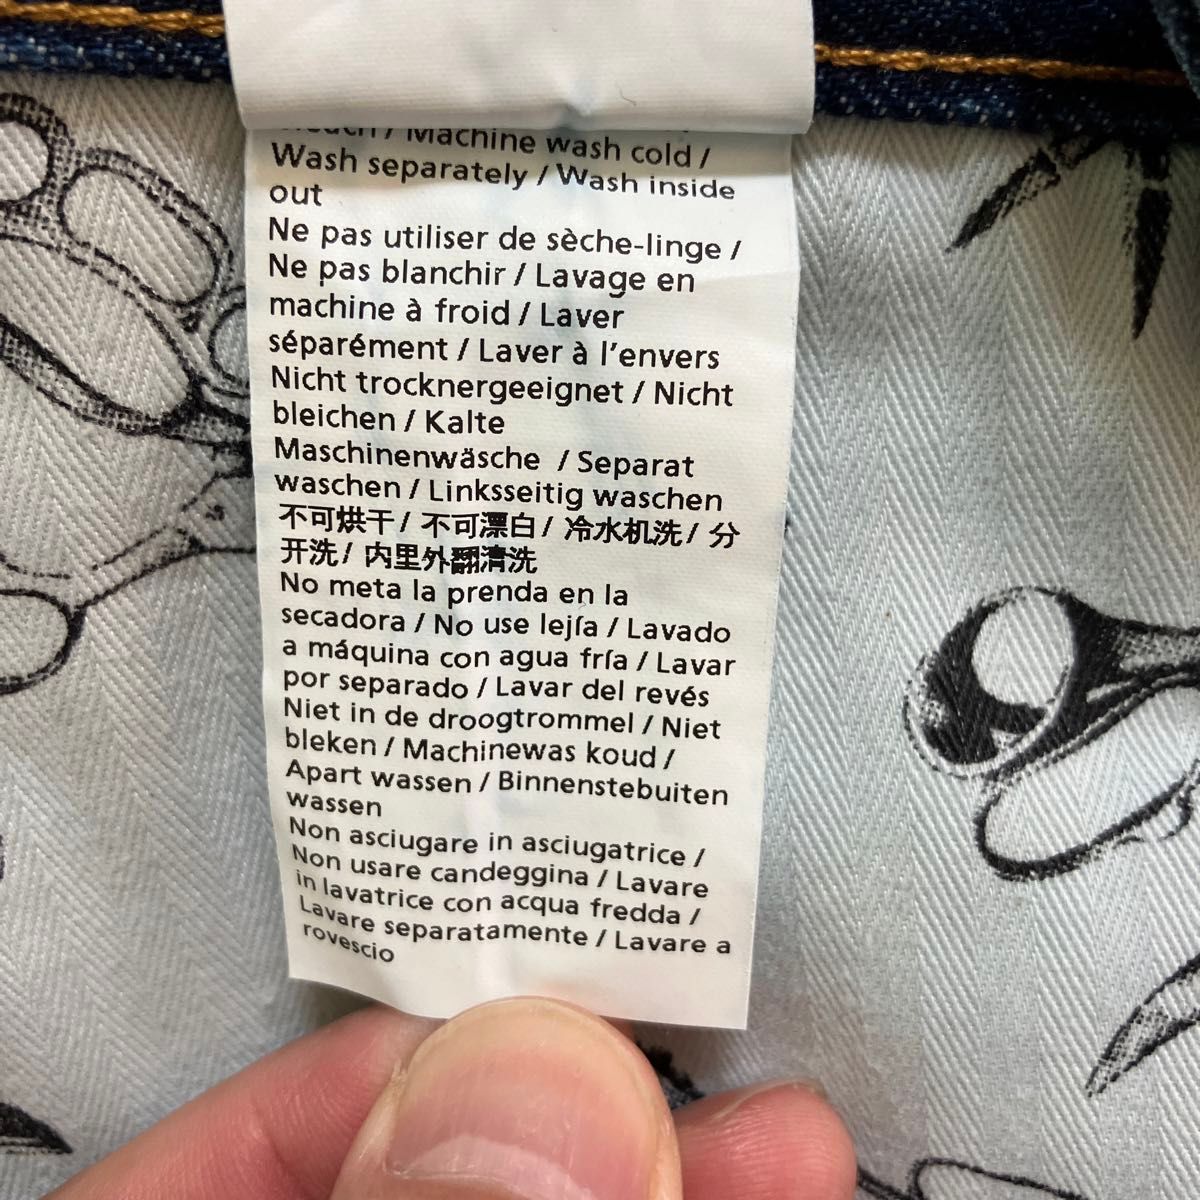 / Machine wash cold /
Wash separately / Wash inside
out
Ne pas utiliser de sèche-linge /
Ne pas blanchir / Lavage en
machine à froid / Laver
séparément / Laver à l'envers
Nicht trocknergeeignet / Nicht
bleichen / Kalte
Maschinenwäsche / Separat
waschen / Linksseitig waschen
不可烘干/ 不可漂白/ 冷水机洗/ 分
开洗/ 内里外翻清洗
No meta la prenda en la
secadora / No use lejía / Lavado
a máquina con agua fría / Lavar
por separado / Lavar del revés
Niet in de droogtrommel / Niet
bleken / Machinewas koud /
Apart wassen / Binnenstebuiten
wassen
Non asciugare in asciugatrice /
Non usare candeggina / Lavare
in lavatrice con acqua fredda /
Lavare separatamente / Lavare a
rovescio